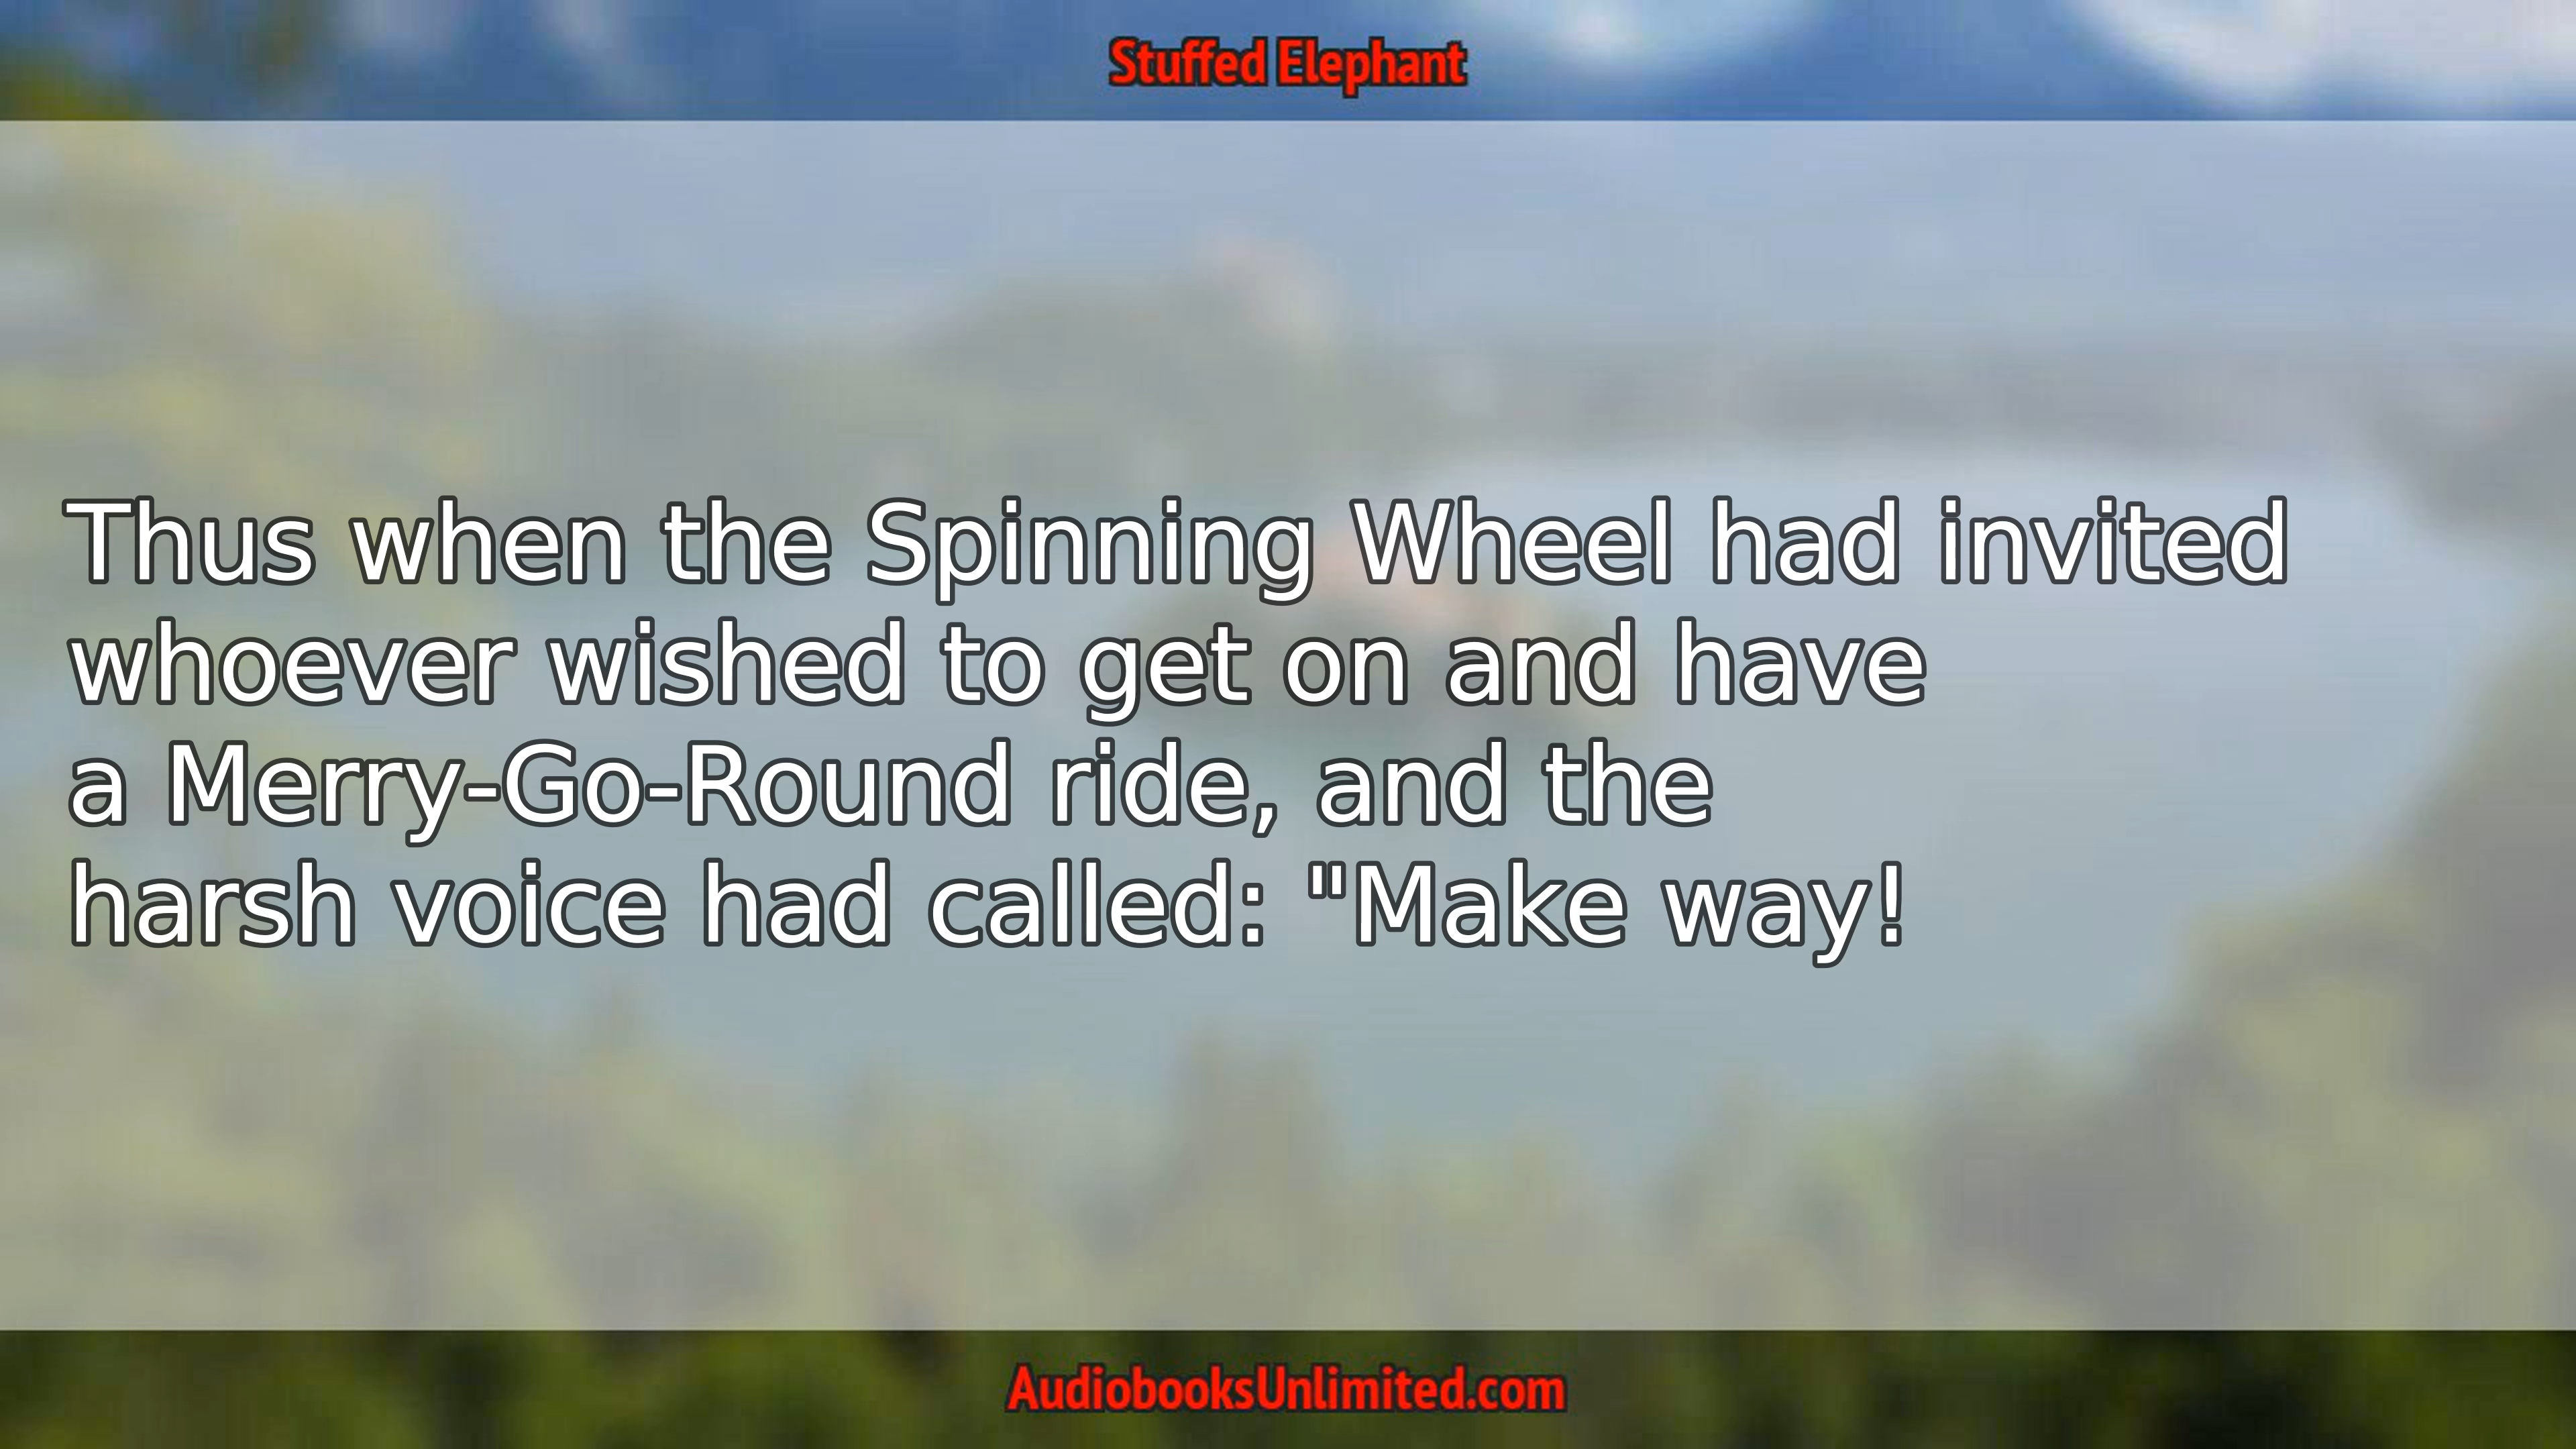 Stuffed Elephant
Thus when the Spinning Wheel had invited
whoever wished to get on and have
a Merry-Go-Round ride, and the
harsh voice had called: "Make way!
AudiobooksUnlimited.com